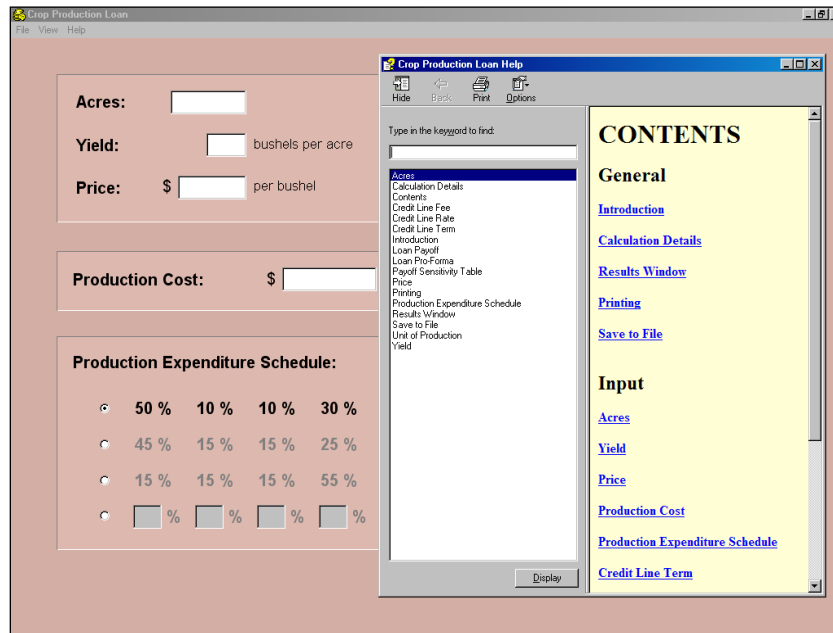 Crop Production Loan
File View Help
Acres:
Yield: bushels per acre
Price: $ per bushel
Production Cost: $
Production Expenditure Schedule:
50 % 10 % 10 % 30 %
45 % 15 % 15 % 25 %
15 % 15 % 15 % 55 %
% % % %
Crop Production Loan Help
Hide Back Print Options
Type in the keyword to find:
Acres
Calculation Details
Contents
Credit Line Fee
Credit Line Rate
Credit Line Term
Introduction
Loan Payoff
Loan Pro-Forma
Payoff Sensitivity Table
Price
Printing
Production Expenditure Schedule
Results Window
Save to File
Unit of Production
Yield
Display
CONTENTS
General
Introduction
Calculation Details
Results Window
Printing
Save to File
Input
Acres
Yield
Price
Production Cost
Production Expenditure Schedule
Credit Line Term